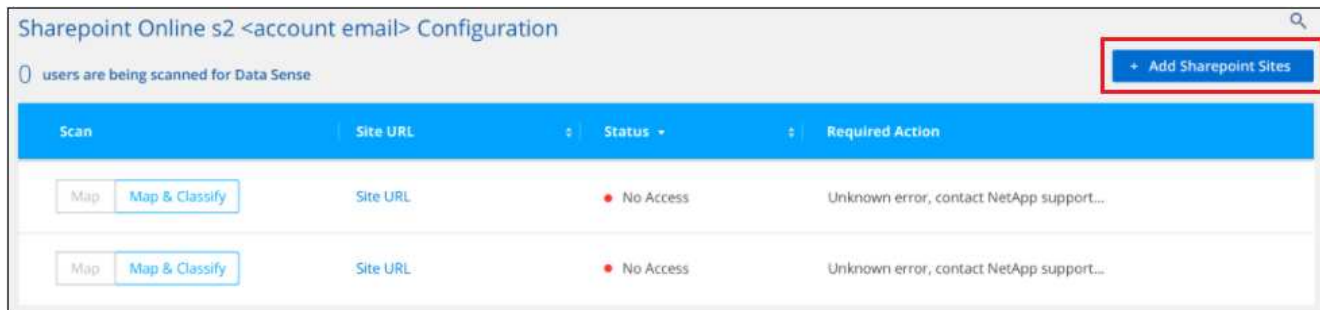 Sharepoint Online s2 <account email> Configuration
0 users are being scanned for Data Sense
+ Add Sharepoint Sites
Scan Site URL Status Required Action
Map Map & Classify Site URL No Access Unknown error, contact NetApp support...
Map Map & Classify Site URL No Access Unknown error, contact NetApp support...